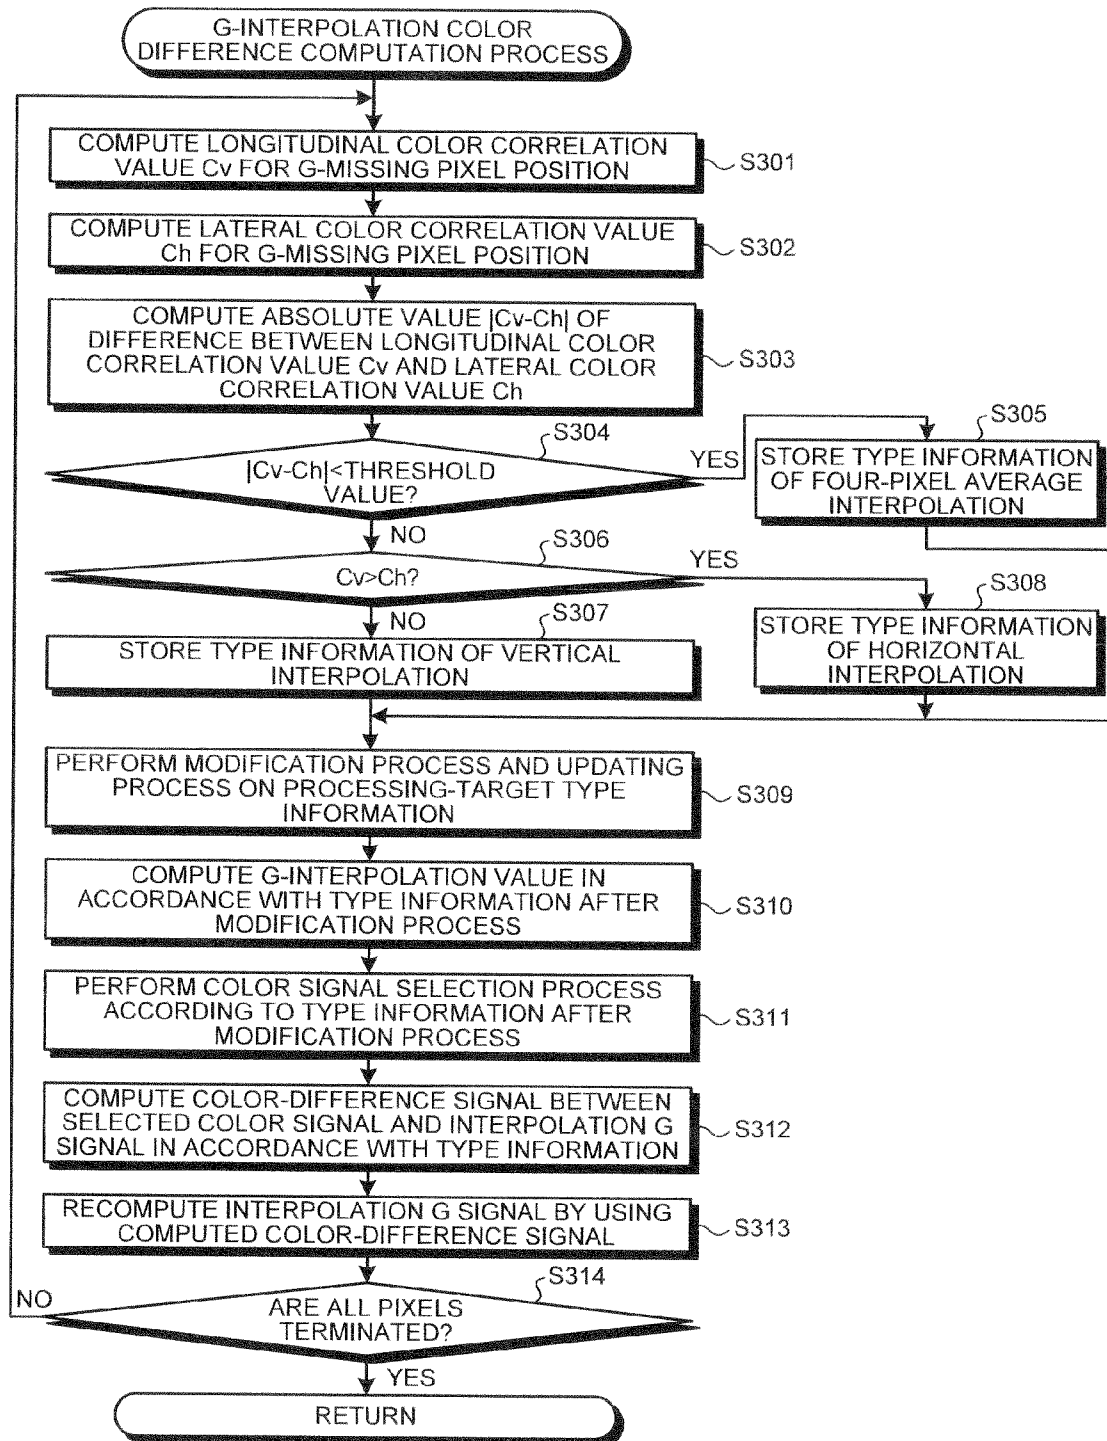 G-INTERPOLATION COLOR
DIFFERENCE COMPUTATION PROCESS
COMPUTE LONGITUDINAL COLOR CORRELATION
VALUE Cv FOR G-MISSING PIXEL POSITION
S301
COMPUTE LATERAL COLOR CORRELATION VALUE
Ch FOR G-MISSING PIXEL POSITION
S302
COMPUTE ABSOLUTE VALUE |Cv-Ch| OF
DIFFERENCE BETWEEN LONGITUDINAL COLOR
CORRELATION VALUE Cv AND LATERAL COLOR
CORRELATION VALUE Ch
S303
S304
|Cv-Ch|<THRESHOLD
VALUE?
YES
NO
S305
STORE TYPE INFORMATION
OF FOUR-PIXEL AVERAGE
INTERPOLATION
S306
Cv>Ch?
YES
NO
S307
STORE TYPE INFORMATION OF VERTICAL
INTERPOLATION
S308
STORE TYPE INFORMATION
OF HORIZONTAL
INTERPOLATION
PERFORM MODIFICATION PROCESS AND UPDATING
PROCESS ON PROCESSING-TARGET TYPE
INFORMATION
S309
COMPUTE G-INTERPOLATION VALUE IN
ACCORDANCE WITH TYPE INFORMATION AFTER
MODIFICATION PROCESS
S310
PERFORM COLOR SIGNAL SELECTION PROCESS
ACCORDING TO TYPE INFORMATION AFTER
MODIFICATION PROCESS
S311
COMPUTE COLOR-DIFFERENCE SIGNAL BETWEEN
SELECTED COLOR SIGNAL AND INTERPOLATION G
SIGNAL IN ACCORDANCE WITH TYPE INFORMATION
S312
RECOMPUTE INTERPOLATION G SIGNAL BY USING
COMPUTED COLOR-DIFFERENCE SIGNAL
S313
S314
NO
ARE ALL PIXELS
TERMINATED?
YES
RETURN